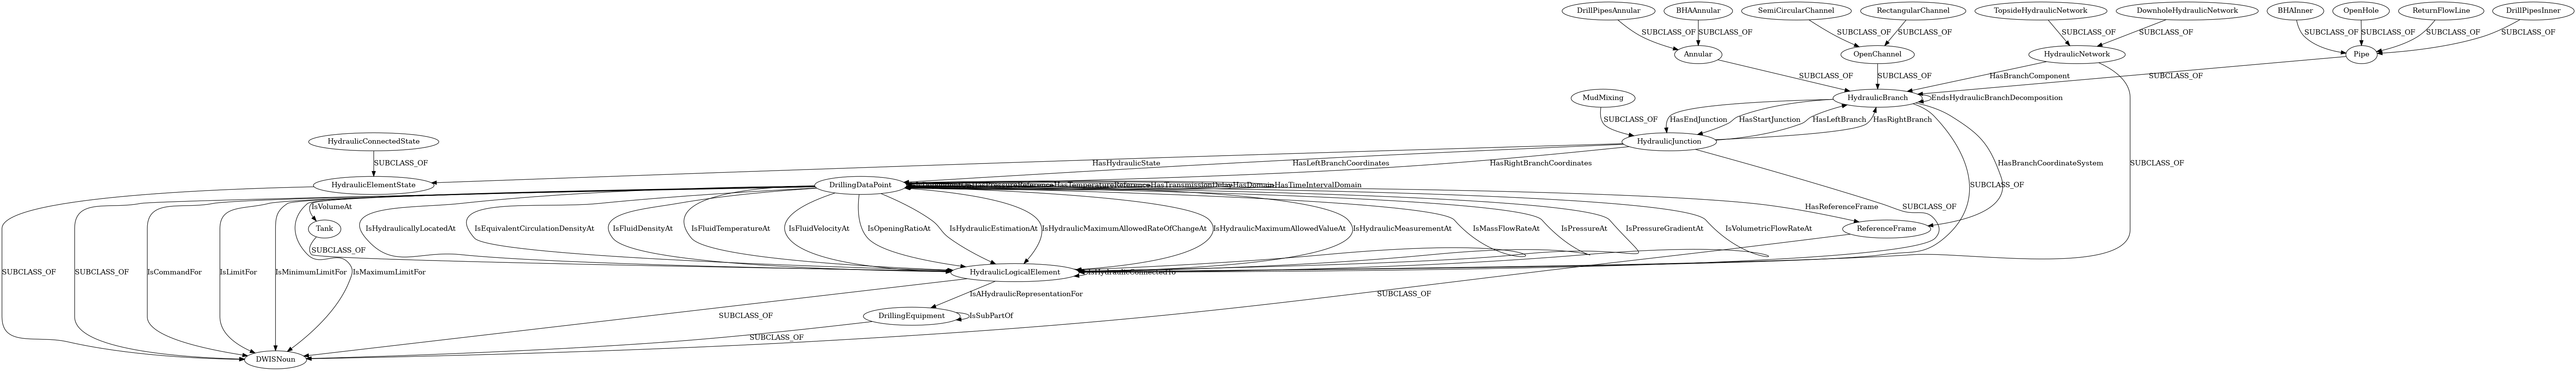 DrillPipesAnnular
BHAAnnular
SemiCircularChannel
RectangularChannel
TopsideHydraulicNetwork
DownholeHydraulicNetwork
BHAInner
OpenHole
ReturnFlowLine
DrillPipesInner
SUBCLASS_OF
SUBCLASS_OF
SUBCLASS_OF
SUBCLASS_OF
SUBCLASS_OF
SUBCLASS_OF
SUBCLASS_OF
SUBCLASS_OF
SUBCLASS_OF
SUBCLASS_OF
Annular
OpenChannel
HydraulicNetwork
Pipe
SUBCLASS_OF
SUBCLASS_OF
HasBranchComponent
SUBCLASS_OF
MudMixing
HydraulicBranch
EndsHydraulicBranchDecomposition
SUBCLASS_OF
HasEndJunction
HasStartJunction
HasLeftBranch
HasRightBranch
HydraulicConnectedState
HydraulicJunction
SUBCLASS_OF
HasHydraulicState
HasLeftBranchCoordinates
HasRightBranchCoordinates
HasBranchCoordinateSystem
SUBCLASS_OF
HydraulicElementState
DrillingDataPoint
HasPressureReference
HasTemperatureReference
HasTransmissionDelay
HasDomain
HasTimeIntervalDomain
SUBCLASS_OF
IsVolumeAt
HasReferenceFrame
SUBCLASS_OF
Tank
IsHydraulicallyLocatedAt
IsEquivalentCirculationDensityAt
IsFluidDensityAt
IsFluidTemperatureAt
IsFluidVelocityAt
IsOpeningRatioAt
IsHydraulicEstimationAt
IsHydraulicMaximumAllowedRateOfChangeAt
IsHydraulicMaximumAllowedValueAt
IsHydraulicMeasurementAt
IsMassFlowRateAt
IsPressureAt
IsPressureGradientAt
IsVolumetricFlowRateAt
ReferenceFrame
SUBCLASS_OF
SUBCLASS_OF
SUBCLASS_OF
IsCommandFor
IsLimitFor
IsMinimumLimitFor
IsMaximumLimitFor
HydraulicLogicalElement
IsHydraulicConnectedTo
IsAHydraulicRepresentationFor
SUBCLASS_OF
SUBCLASS_OF
DrillingEquipment
IsSubPartOf
SUBCLASS_OF
DWISNoun